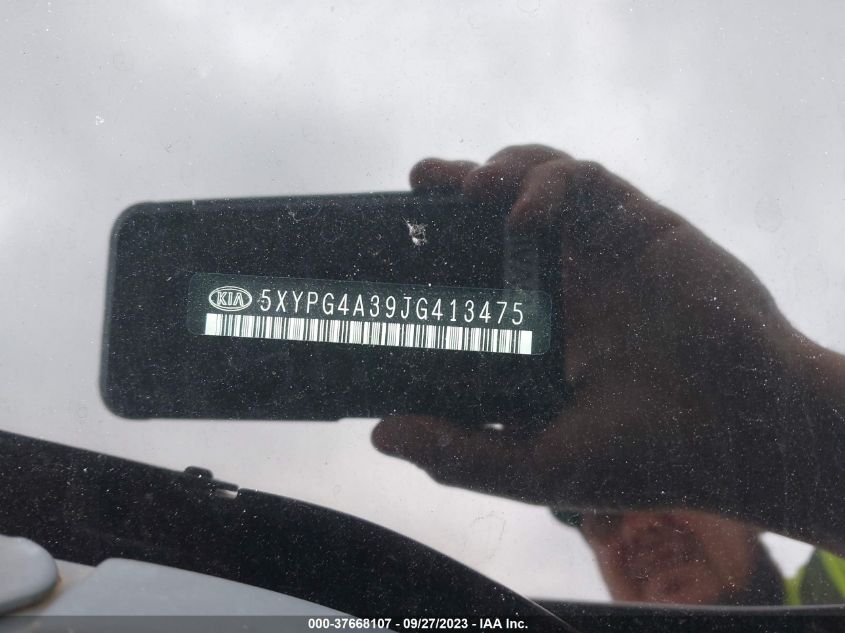 KIA 5XYPG4A39JG413475
000-37668107 - 09/27/2023 - IAA Inc.